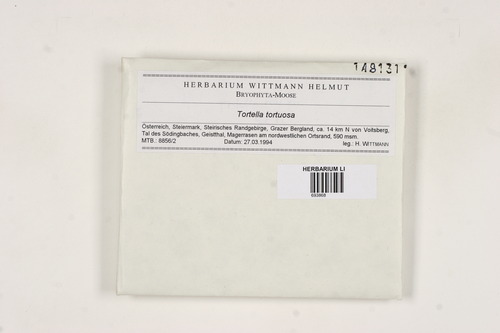 148131
HERBARIUM WITTMANN HELMUT
BRYOPHYTA-MOOSE
Tortella tortuosa
Österreich, Steiermark, Steirisches Randgebirge, Grazer Bergland, ca. 14 km N von Voitsberg,
Tal des Södingbaches, Geistthal, Magerrasen am nordwestlichen Ortsrand, 590 msm.
MTB.: 8856/2 Datum: 27.03.1994 leg.: H. WITTMANN
HERBARIUM LI
693868